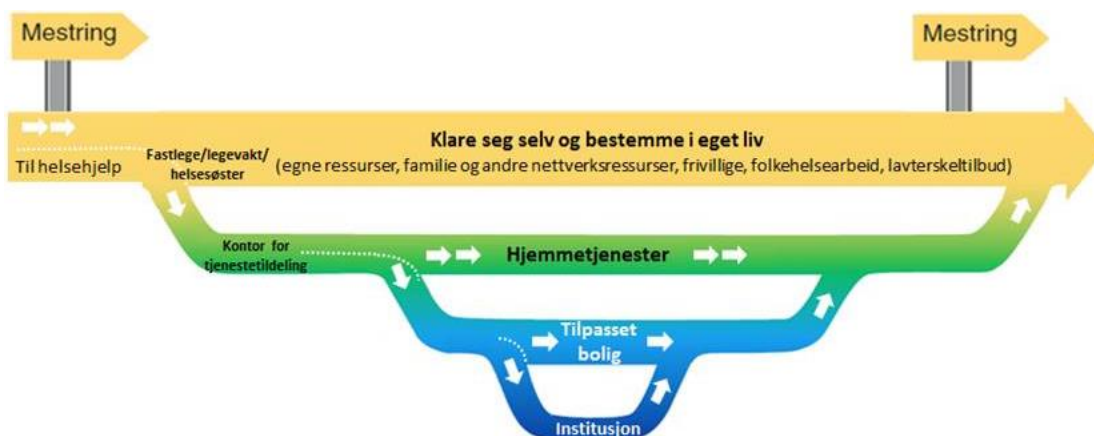 Mestring
Mestring
Klare seg selv og bestemme i eget liv
Til helsehjelp
Fastlege/legevakt/
helsesøster
(egne ressurser, familie og andre nettverksressurser, frivillige, folkehelsearbeid, lavterskeltilbud)
Kontor for
tjenestetildeling
Hjemmetjenester
Tilpasset
bolig
Institusjon